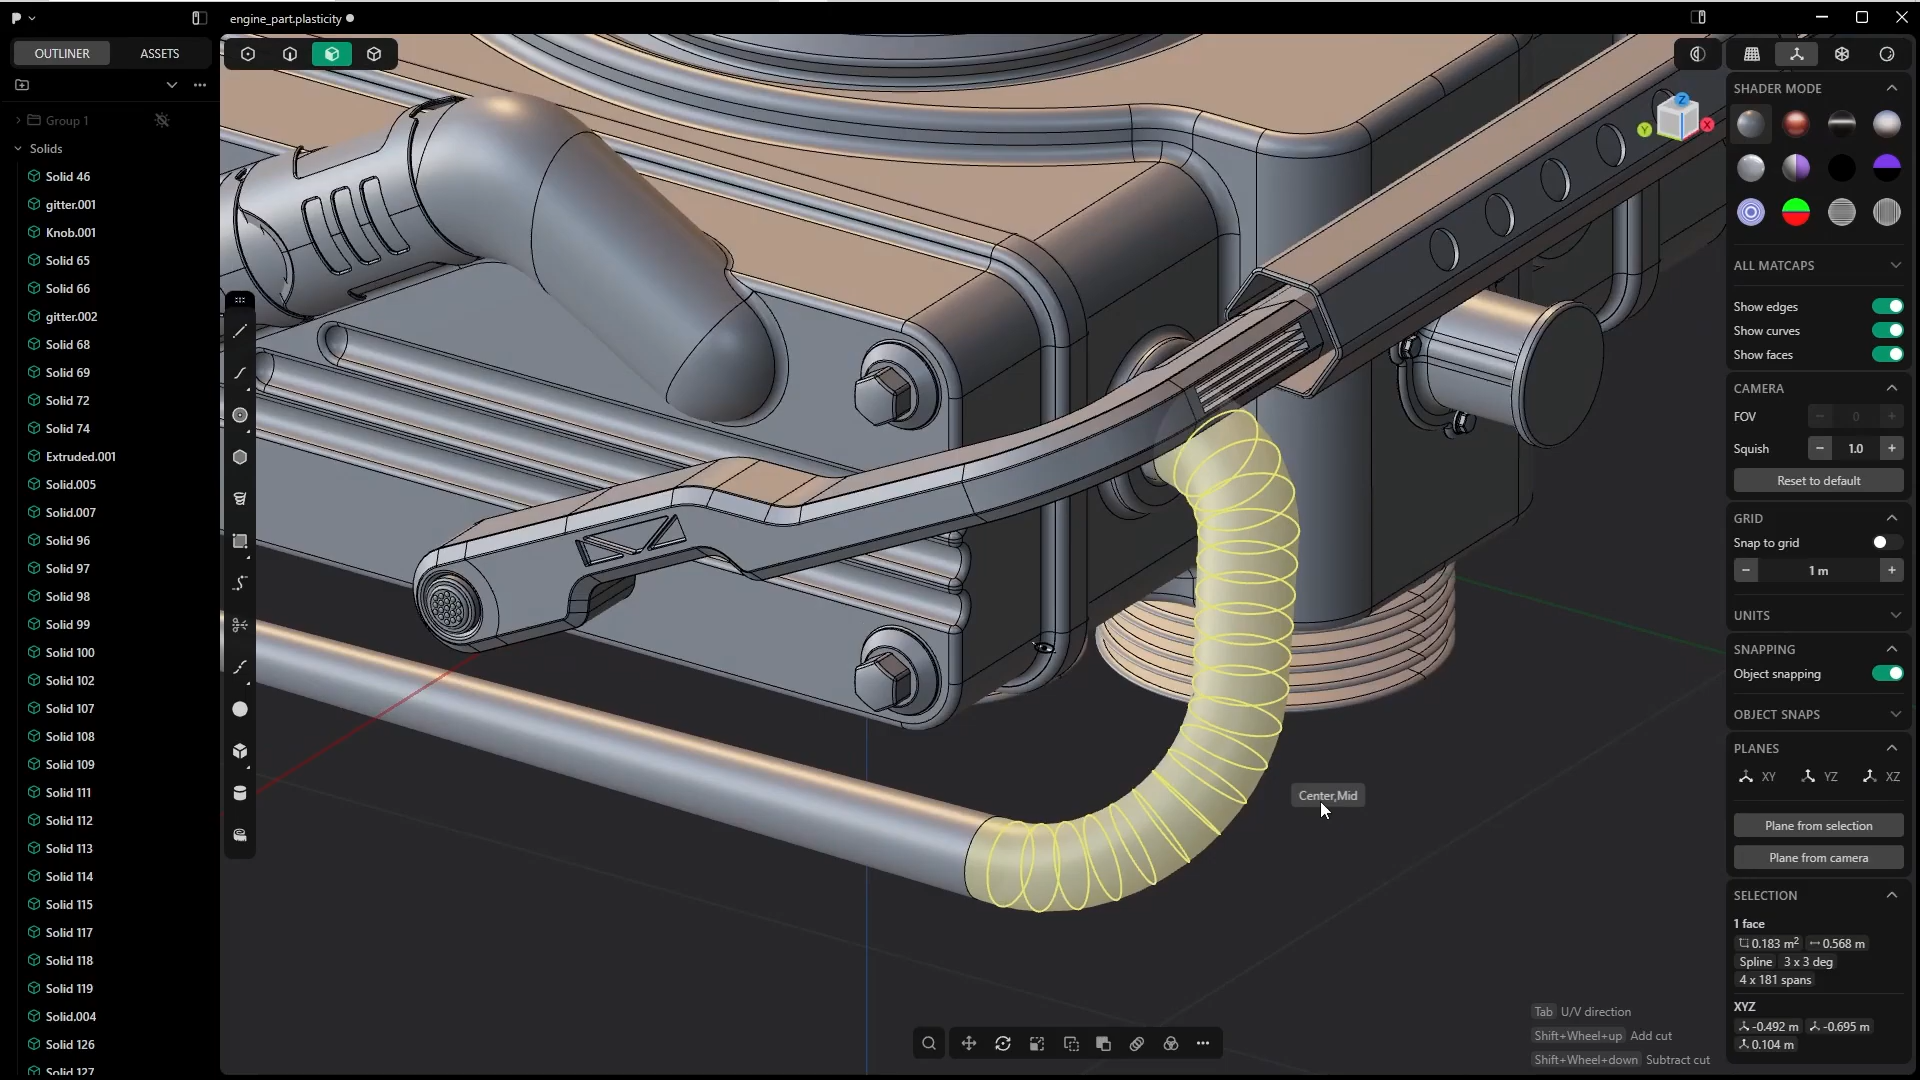 engine_part.plasticity
OUTLINER
ASSETS
Group 1
Solids
Solid 46
gitter.001
Knob.001
Solid 65
Solid 66
gitter.002
Solid 68
Solid 69
Solid 72
Solid 74
Extruded.001
Solid.005
Solid.007
Solid 96
Solid 97
Solid 98
Solid 99
Solid 100
Solid 102
Solid 107
Solid 108
Solid 109
Solid 111
Solid 112
Solid 113
Solid 114
Solid 115
Solid 117
Solid 118
Solid 119
Solid.004
Solid 126
Solid 127
Z
Y
X
Center,Mid
Tab U/V direction
Shift+Wheel+up Add cut
Shift+Wheel+down Subtract cut
SHADER MODE
ALL MATCAPS
Show edges
Show curves
Show faces
CAMERA
FOV − 0 +
Squish − 1.0 +
Reset to default
GRID
Snap to grid
− 1 m +
UNITS
SNAPPING
Object snapping
OBJECT SNAPS
PLANES
XY YZ XZ
Plane from selection
Plane from camera
SELECTION
1 face
0.183 m² 0.568 m
Spline 3 x 3 deg
4 x 181 spans
XYZ
-0.492 m -0.695 m
0.104 m